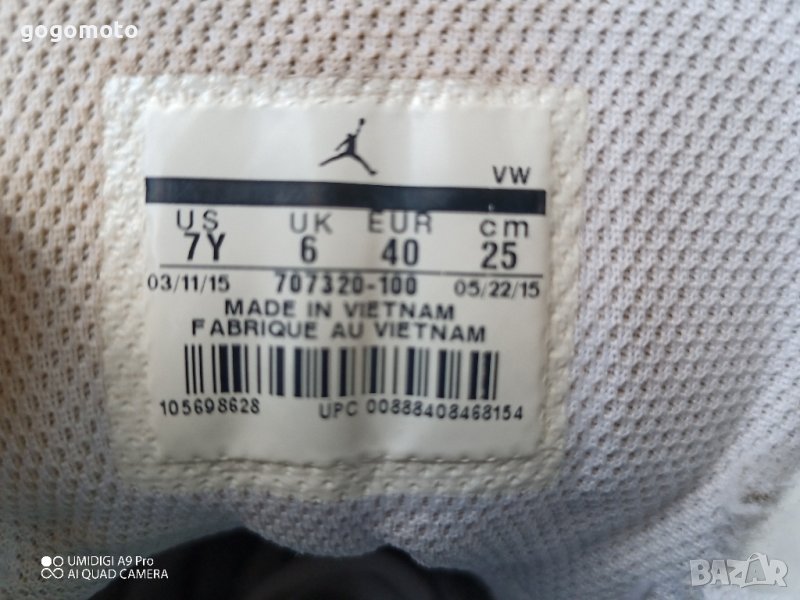 gogomoto
VW
US UK EUR cm
7Y 6 40 25
03/11/15 707320-100 05/22/15
MADE IN VIETNAM
FABRIQUE AU VIETNAM
105698628 UPC 00888408468154
UMIDIGI A9 Pro
AI QUAD CAMERA
BAZAR